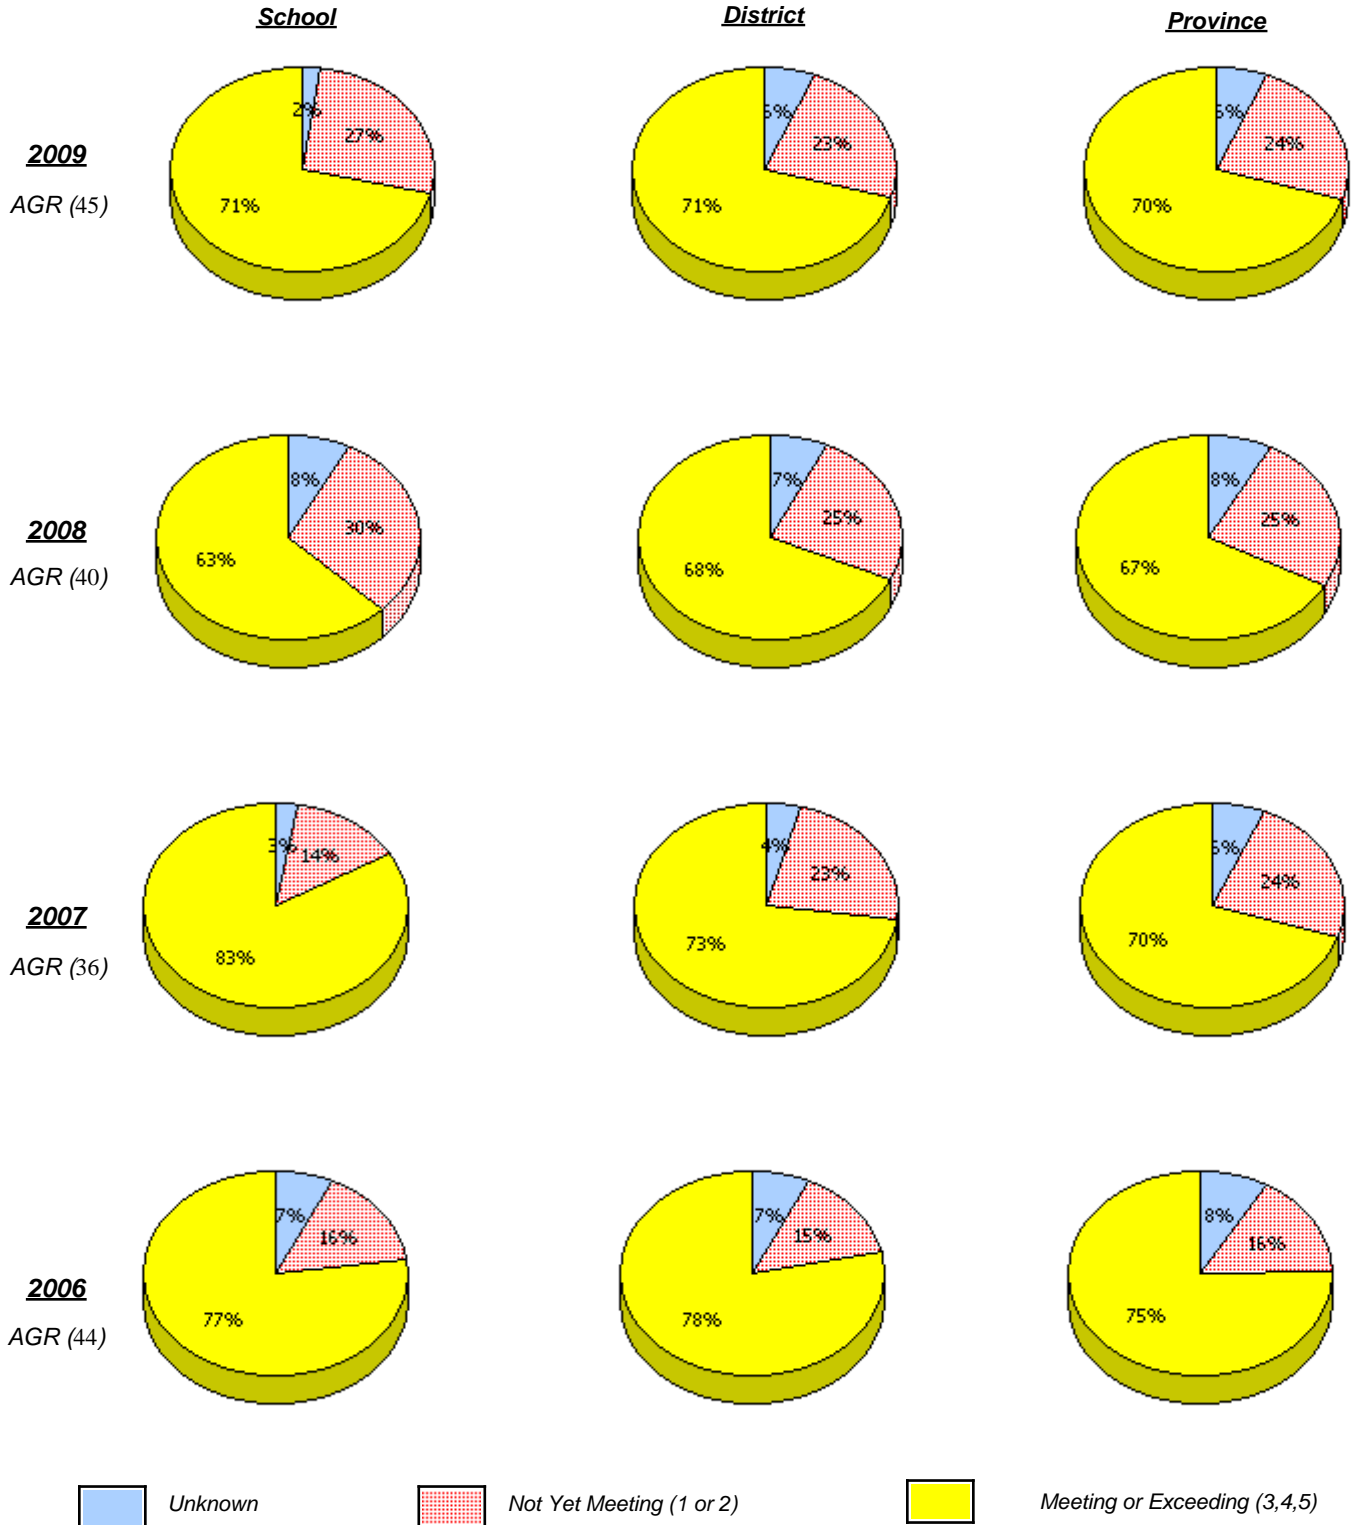 School District Province
2% 6% 6%
27% 23% 24%
2009
AGR (45)
71% 71% 70%
8% 7% 8%
30% 25% 25%
2008
AGR (40)
63% 68% 67%
3% 4% 6%
14% 23% 24%
2007
AGR (36)
83% 73% 70%
7% 7% 8%
16% 15% 16%
2006
AGR (44)
77% 78% 75%
Unknown Not Yet Meeting (1 or 2) Meeting or Exceeding (3,4,5)